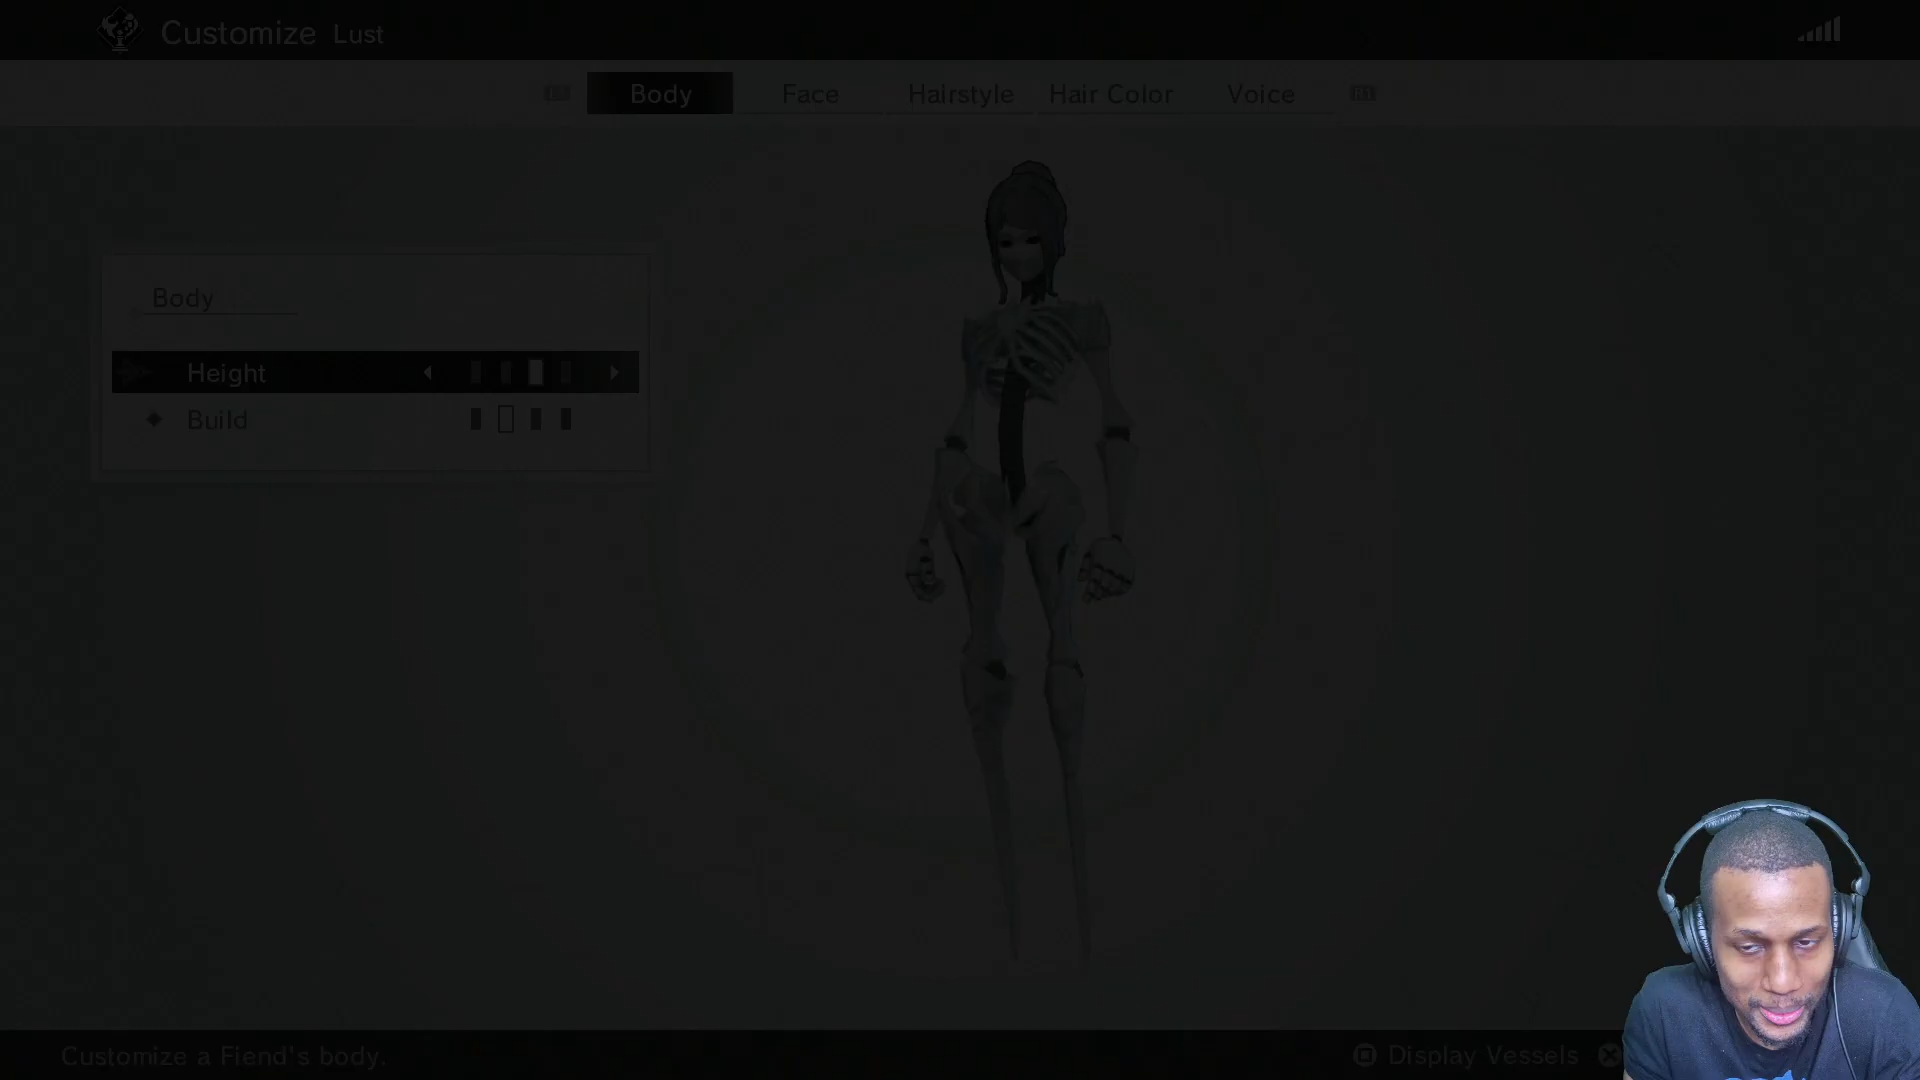 Customize Lust
Body Face Hairstyle Hair Color Voice
Body
Height
Build
Customize a Fiend's body.
Display Vessels